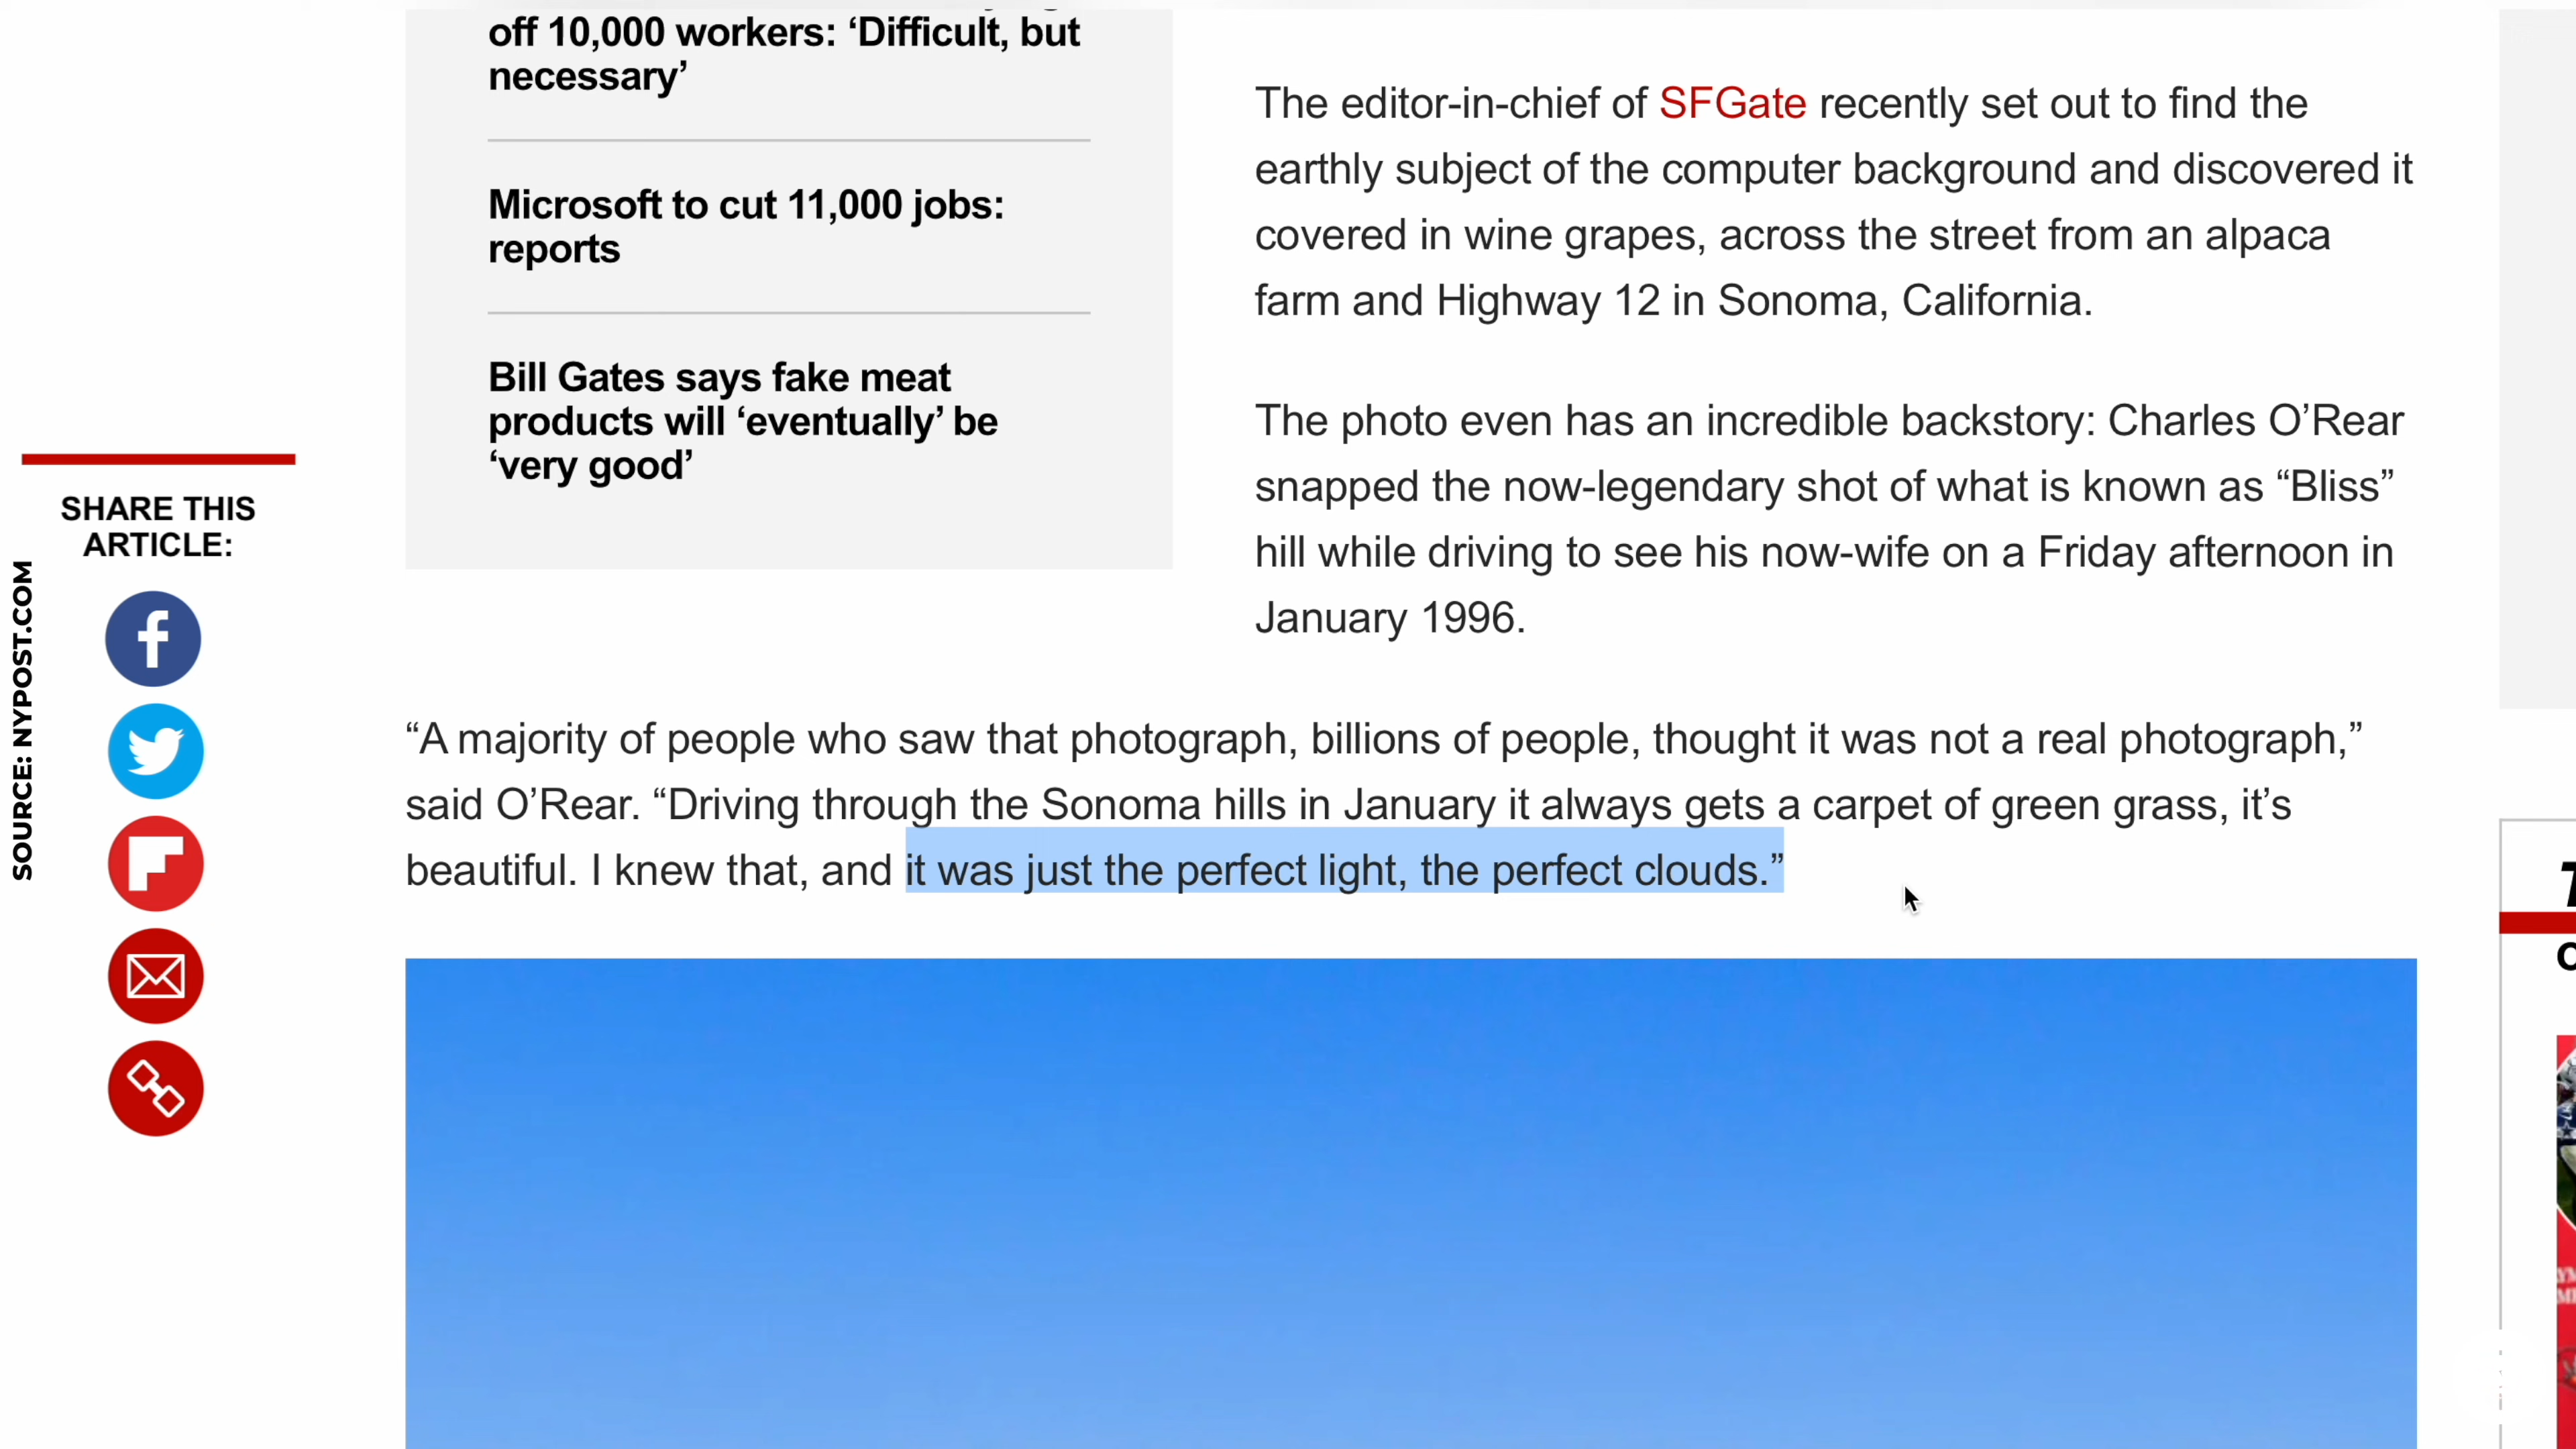 off 10,000 workers: ‘Difficult, but
necessary’
Microsoft to cut 11,000 jobs:
reports
Bill Gates says fake meat
products will ‘eventually’ be
‘very good’
SHARE THIS
ARTICLE:
SOURCE: NYPOST.COM
The editor-in-chief of SFGate recently set out to find the
earthly subject of the computer background and discovered it
covered in wine grapes, across the street from an alpaca
farm and Highway 12 in Sonoma, California.
The photo even has an incredible backstory: Charles O’Rear
snapped the now-legendary shot of what is known as “Bliss”
hill while driving to see his now-wife on a Friday afternoon in
January 1996.
“A majority of people who saw that photograph, billions of people, thought it was not a real photograph,”
said O’Rear. “Driving through the Sonoma hills in January it always gets a carpet of green grass, it’s
beautiful. I knew that, and it was just the perfect light, the perfect clouds.”